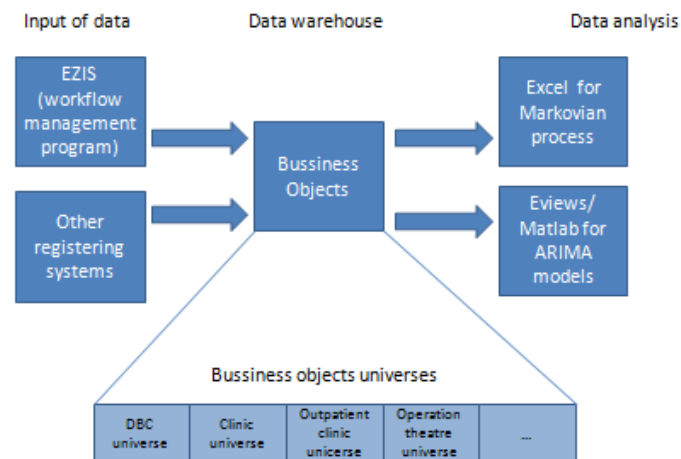 Input of data
Data warehouse
Data analysis
EZIS
(workflow
management
program)
Other
registering
systems
Bussiness
Objects
Excel for
Markovian
process
Eviews/
Matlab for
ARIMA
models
Bussiness objects universes
DBC
universe
Clinic
universe
Outpatient
clinic
unicerse
Operation
theatre
universe
...